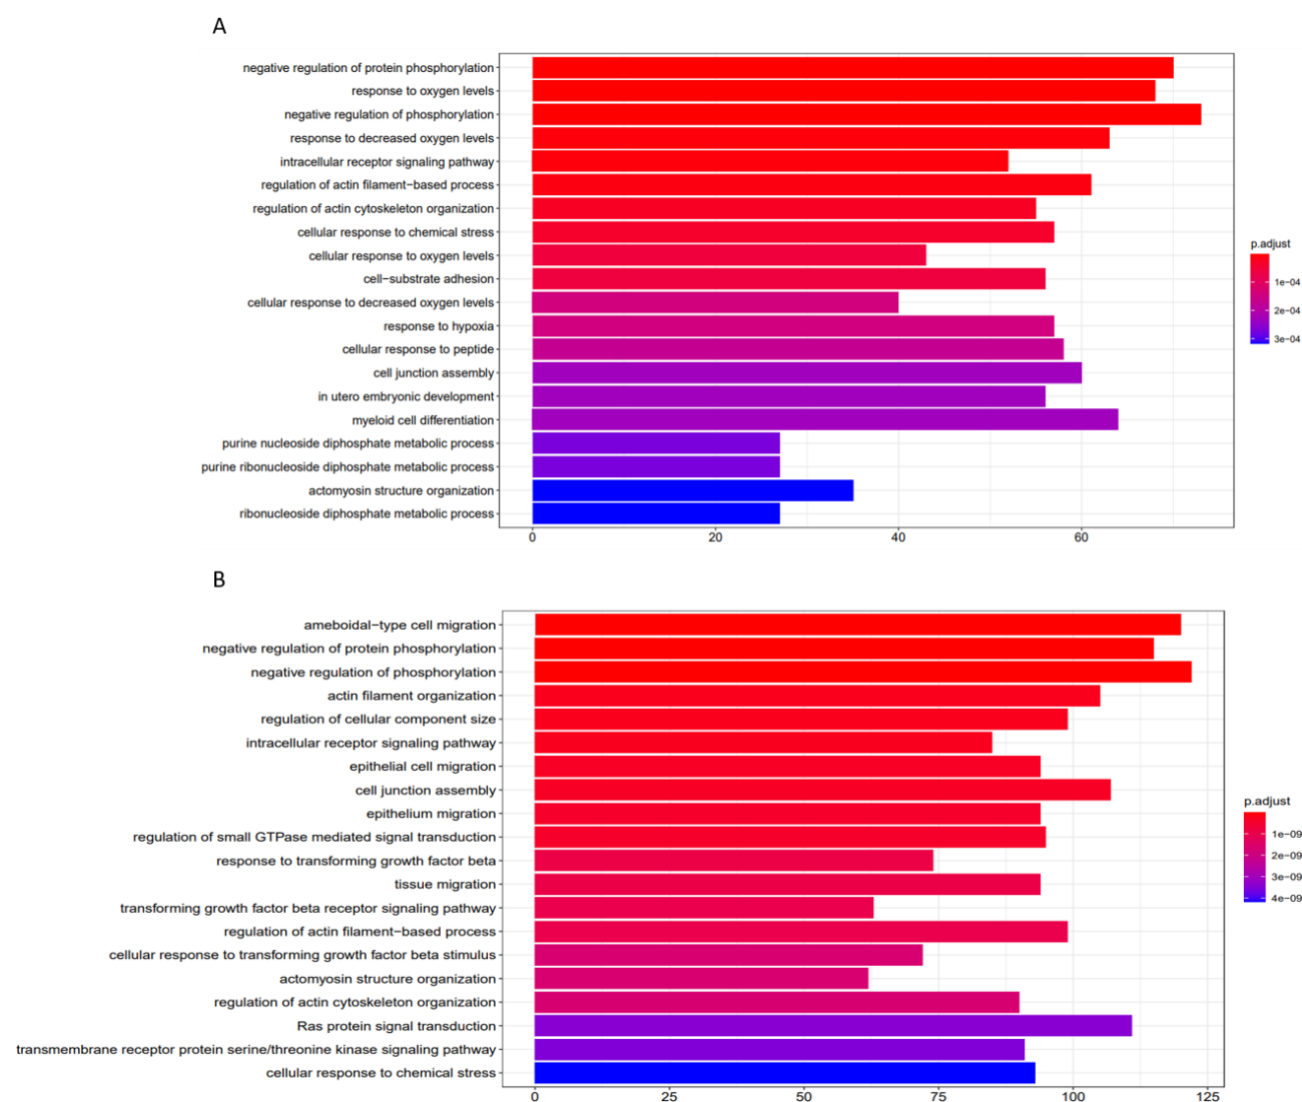 A
negative regulation of protein phosphorylation
response to oxygen levels
negative regulation of phosphorylation
response to decreased oxygen levels
intracellular receptor signaling pathway
regulation of actin filament−based process
regulation of actin cytoskeleton organization
cellular response to chemical stress
cellular response to oxygen levels
cell−substrate adhesion
cellular response to decreased oxygen levels
response to hypoxia
cellular response to peptide
cell junction assembly
in utero embryonic development
myeloid cell differentiation
purine nucleoside diphosphate metabolic process
purine ribonucleoside diphosphate metabolic process
actomyosin structure organization
ribonucleoside diphosphate metabolic process
0 20 40 60
p.adjust
1e−04
2e−04
3e−04
B
ameboidal−type cell migration
negative regulation of protein phosphorylation
negative regulation of phosphorylation
actin filament organization
regulation of cellular component size
intracellular receptor signaling pathway
epithelial cell migration
cell junction assembly
epithelium migration
regulation of small GTPase mediated signal transduction
response to transforming growth factor beta
tissue migration
transforming growth factor beta receptor signaling pathway
regulation of actin filament−based process
cellular response to transforming growth factor beta stimulus
actomyosin structure organization
regulation of actin cytoskeleton organization
Ras protein signal transduction
transmembrane receptor protein serine/threonine kinase signaling pathway
cellular response to chemical stress
0 25 50 75 100 125
p.adjust
1e−09
2e−09
3e−09
4e−09